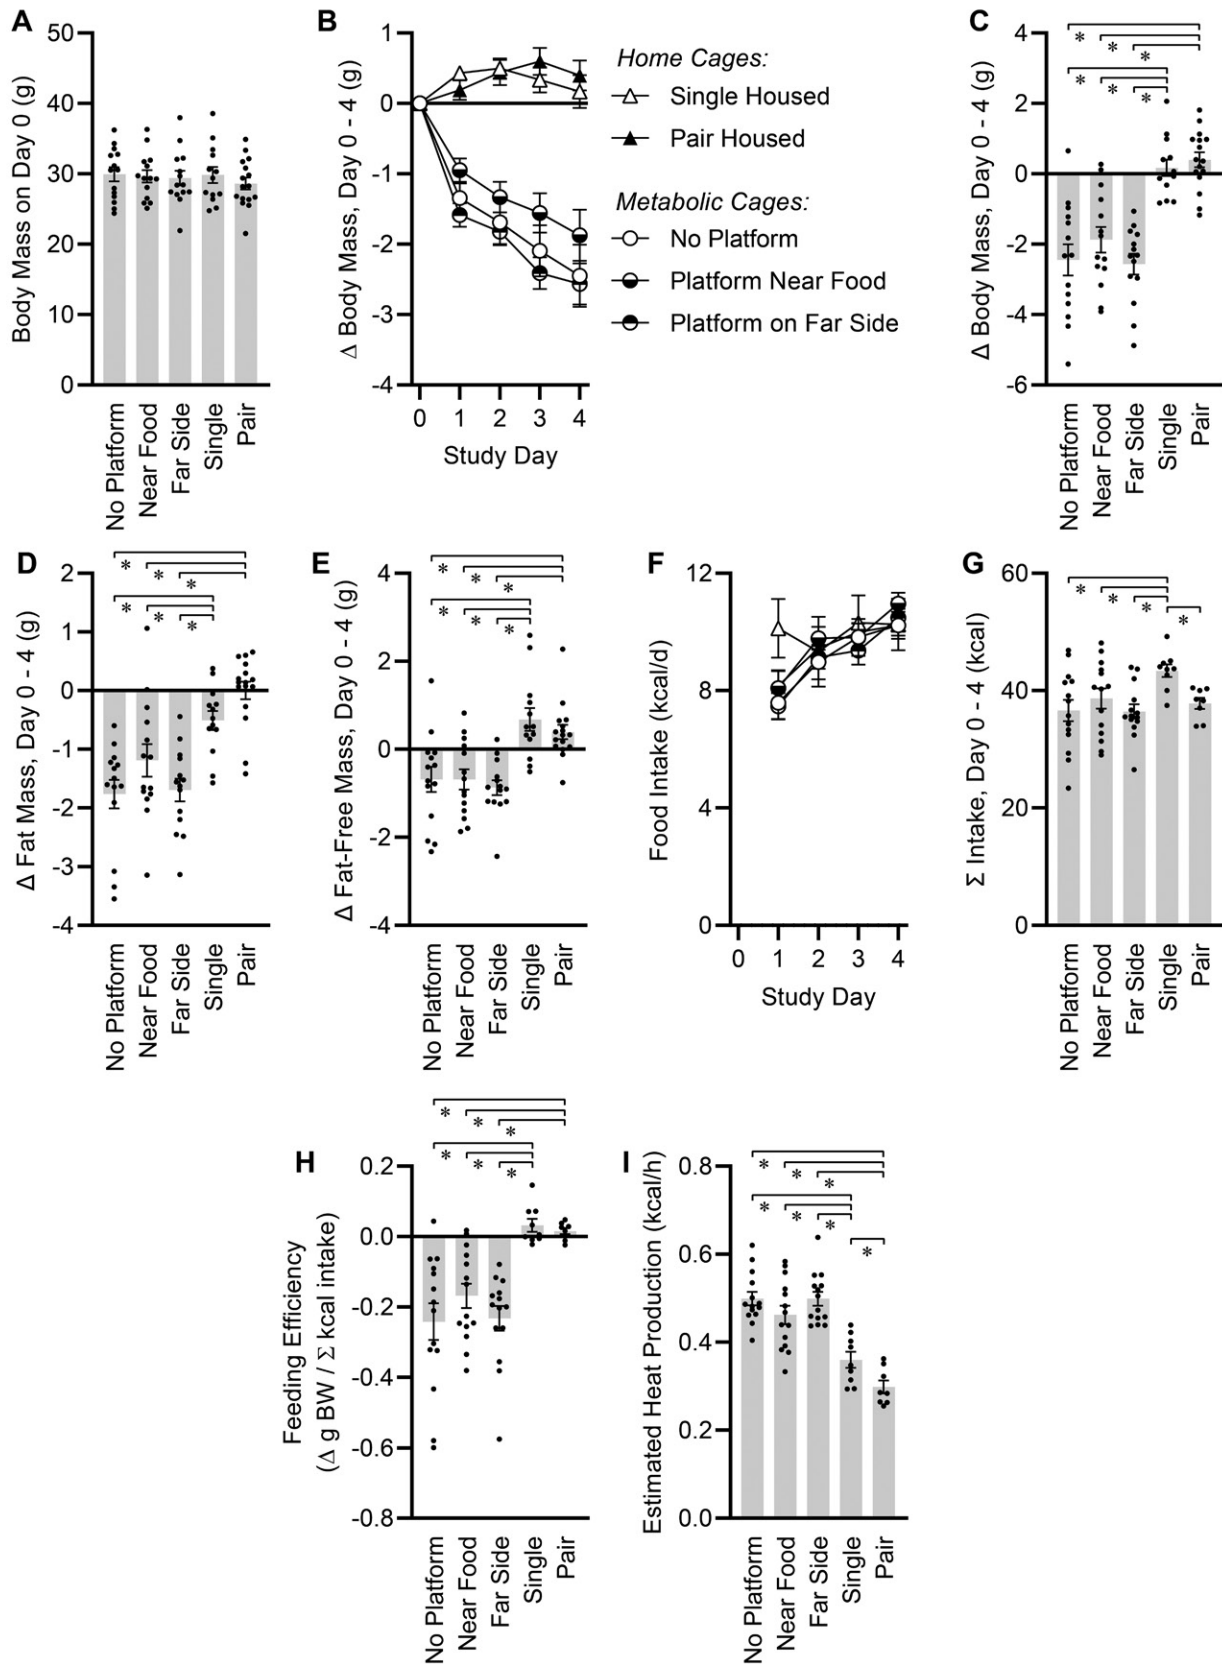 A
Body Mass on Day 0 (g)
50
40
30
20
10
0
No Platform
Near Food
Far Side
Single
Pair
B
Δ Body Mass, Day 0 - 4 (g)
1
0
-1
-2
-3
-4
0 1 2 3 4
Study Day
Home Cages:
Single Housed
Pair Housed
Metabolic Cages:
No Platform
Platform Near Food
Platform on Far Side
C
Δ Body Mass, Day 0 - 4 (g)
4
2
0
-2
-4
-6
* * *
* * *
No Platform
Near Food
Far Side
Single
Pair
D
Δ Fat Mass, Day 0 - 4 (g)
2
1
0
-1
-2
-3
-4
* * *
* * *
No Platform
Near Food
Far Side
Single
Pair
E
Δ Fat-Free Mass, Day 0 - 4 (g)
4
2
0
-2
-4
* * *
* * *
No Platform
Near Food
Far Side
Single
Pair
F
Food Intake (kcal/d)
12
8
4
0
0 1 2 3 4
Study Day
G
Σ Intake, Day 0 - 4 (kcal)
60
40
20
0
* * * *
No Platform
Near Food
Far Side
Single
Pair
H
Feeding Efficiency
(Δ g BW / Σ kcal intake)
0.2
0.0
-0.2
-0.4
-0.6
-0.8
* * *
* * *
No Platform
Near Food
Far Side
Single
Pair
I
Estimated Heat Production (kcal/h)
0.8
0.6
0.4
0.2
0.0
* * *
* * *
*
No Platform
Near Food
Far Side
Single
Pair